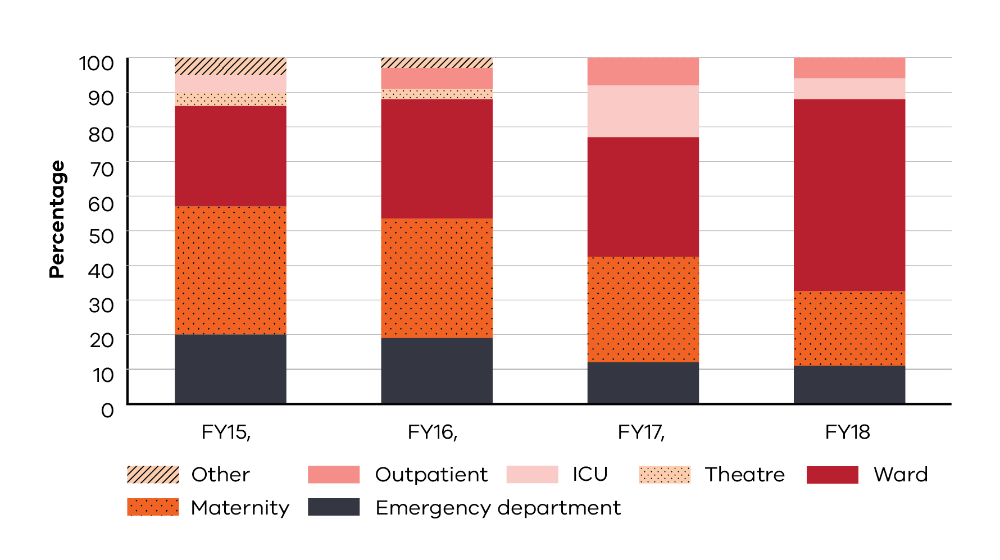 Percentage
100
90
80
70
60
50
40
30
20
10
0
FY15, FY16, FY17, FY18
Other Outpatient ICU Theatre Ward
Maternity Emergency department